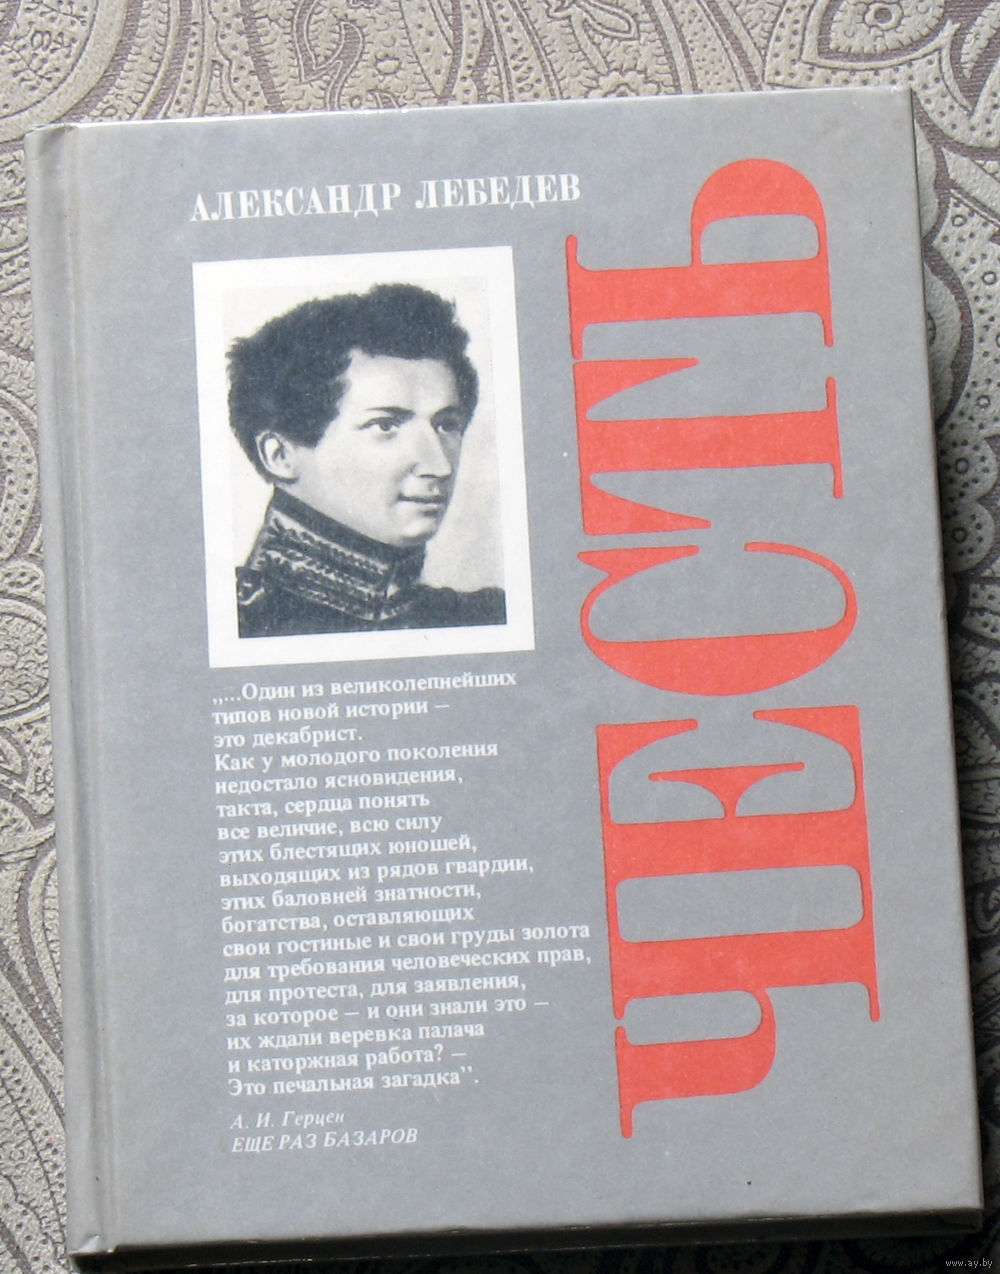 АЛЕКСАНДР ЛЕБЕДЕВ
ЧЕСТЬ
„...Один из великолепнейших
типов новой истории –
это декабрист.
Как у молодого поколения
недостало ясновидения,
такта, сердца понять
все величие, всю силу
этих блестящих юношей,
выходящих из рядов гвардии,
этих баловней знатности,
богатства, оставляющих
свои гостиные и свои груды золота
для требования человеческих прав,
для протеста, для заявления,
за которое – и они знали это –
их ждали веревка палача
и каторжная работа? –
Это печальная загадка”.
А. И. Герцен
ЕЩЕ РАЗ БАЗАРОВ
www.ay.by